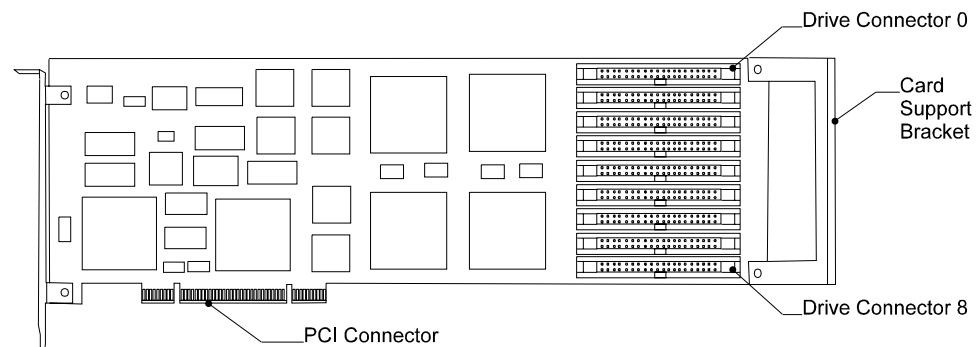 Drive Connector 0
Card
Support
Bracket
Drive Connector 8
PCI Connector